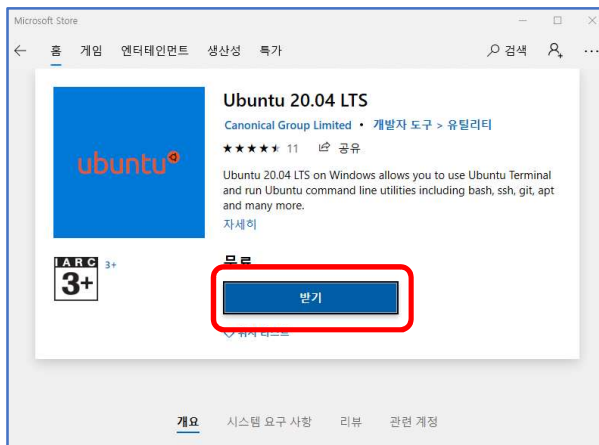 Microsoft Store
홈 게임 엔터테인먼트 생산성 특가 검색
ubuntu
Ubuntu 20.04 LTS
Canonical Group Limited • 개발자 도구 > 유틸리티
11 공유
Ubuntu 20.04 LTS on Windows allows you to use Ubuntu Terminal
and run Ubuntu command line utilities including bash, ssh, git, apt
and many more.
자세히
IARC
3+
3+
무료
받기
개요 시스템 요구 사항 리뷰 관련 계정